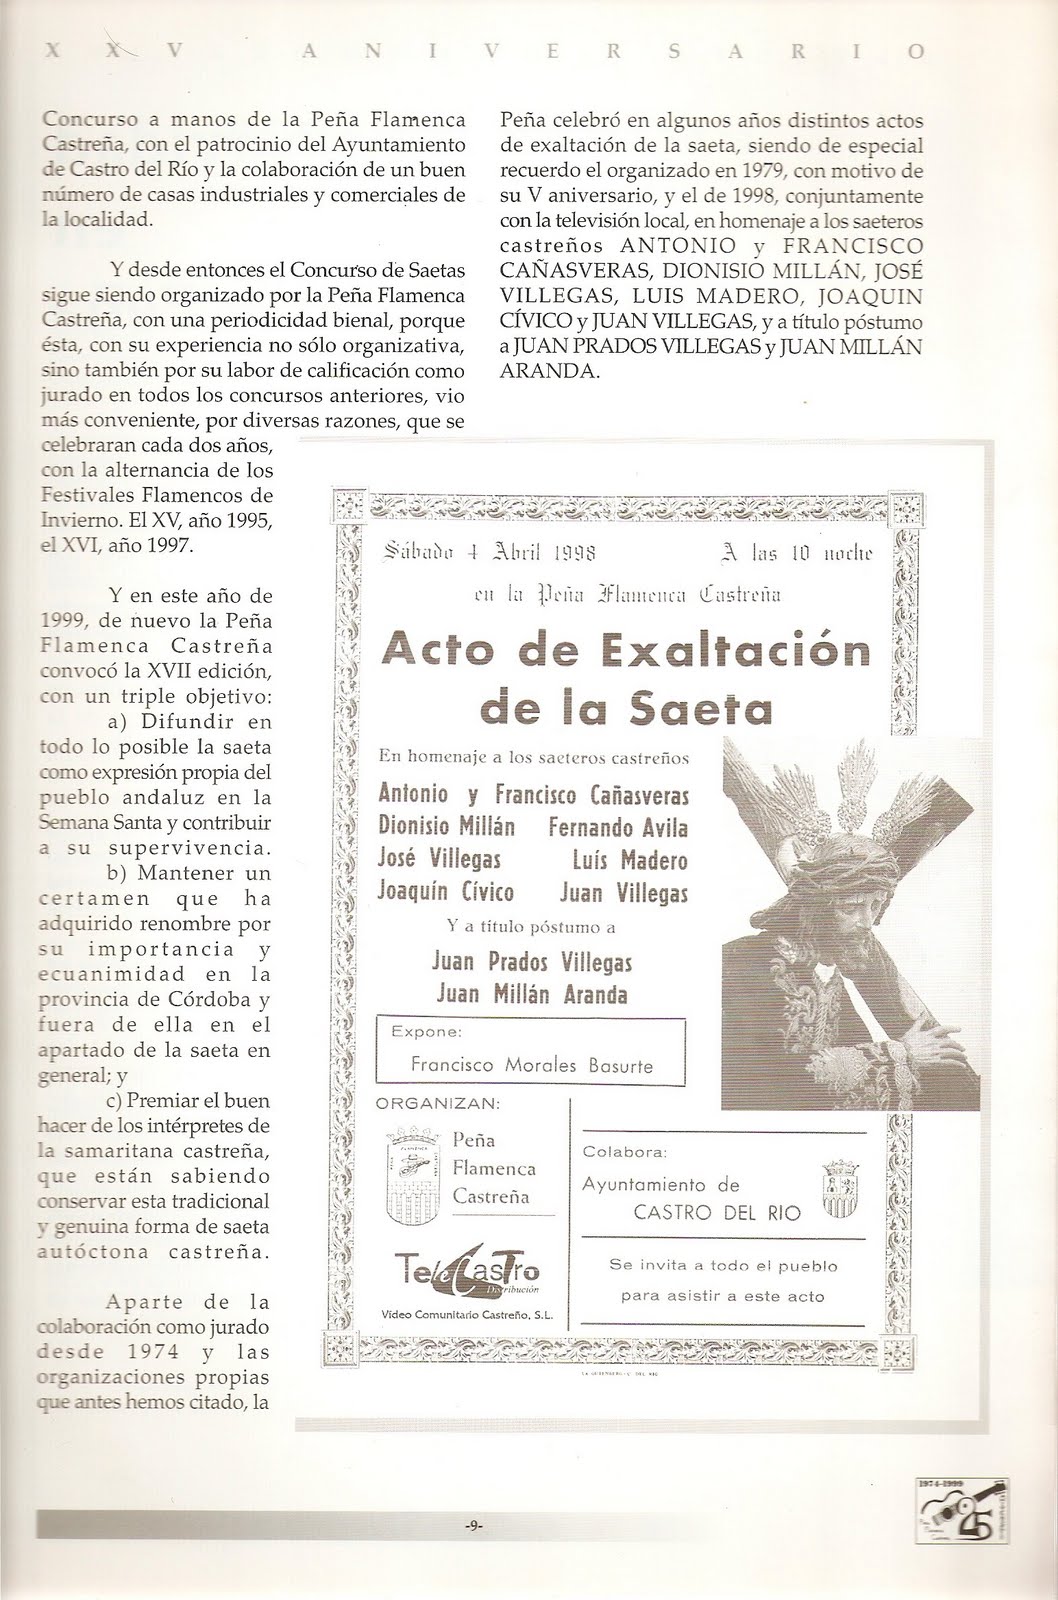 XXV ANIVERSARIO
Concurso a manos de la Peña Flamenca
Castreña, con el patrocinio del Ayuntamiento
de Castro del Río y la colaboración de un buen
número de casas industriales y comerciales de
la localidad.
Y desde entonces el Concurso de Saetas
sigue siendo organizado por la Peña Flamenca
Castreña, con una periodicidad bienal, porque
ésta, con su experiencia no sólo organizativa,
sino también por su labor de calificación como
jurado en todos los concursos anteriores, vio
más conveniente, por diversas razones, que se
celebraran cada dos años,
con la alternancia de los
Festivales Flamencos de
Invierno. El XV, año 1995,
el XVI, año 1997.
Y en este año de
1999, de nuevo la Peña
Flamenca Castreña
convocó la XVII edición,
con un triple objetivo:
a) Difundir en
todo lo posible la saeta
como expresión propia del
pueblo andaluz en la
Semana Santa y contribuir
a su supervivencia.
b) Mantener un
certamen que ha
adquirido renombre por
su importancia y
ecuanimidad en la
provincia de Córdoba y
fuera de ella en el
apartado de la saeta en
general; y
c) Premiar el buen
hacer de los intérpretes de
la samaritana castreña,
que están sabiendo
conservar esta tradicional
y genuina forma de saeta
autóctona castreña.
Aparte de la
colaboración como jurado
desde 1974 y las
organizaciones propias
que antes hemos citado, la
Peña celebró en algunos años distintos actos
de exaltación de la saeta, siendo de especial
recuerdo el organizado en 1979, con motivo de
su V aniversario, y el de 1998, conjuntamente
con la televisión local, en homenaje a los saeteros
castreños ANTONIO y FRANCISCO
CAÑASVERAS, DIONISIO MILLÁN, JOSÉ
VILLEGAS, LUIS MADERO, JOAQUIN
CÍVICO y JUAN VILLEGAS, y a título póstumo
a JUAN PRADOS VILLEGAS y JUAN MILLÁN
ARANDA.
Sábado 4 Abril 1998 A las 10 noche
en la Peña Flamenca Castreña
Acto de Exaltación
de la Saeta
En homenaje a los saeteros castreños
Antonio y Francisco Cañasveras
Dionisio Millán Fernando Avila
José Villegas Luís Madero
Joaquín Cívico Juan Villegas
Y a título póstumo a
Juan Prados Villegas
Juan Millán Aranda
Expone:
Francisco Morales Basurte
ORGANIZAN:
Peña
Flamenca
Castreña
TeleCasTro
Distribución
Vídeo Comunitario Castreño, S.L.
Colabora:
Ayuntamiento de
CASTRO DEL RIO
Se invita a todo el pueblo
para asistir a este acto
1974-1999
25
-9-